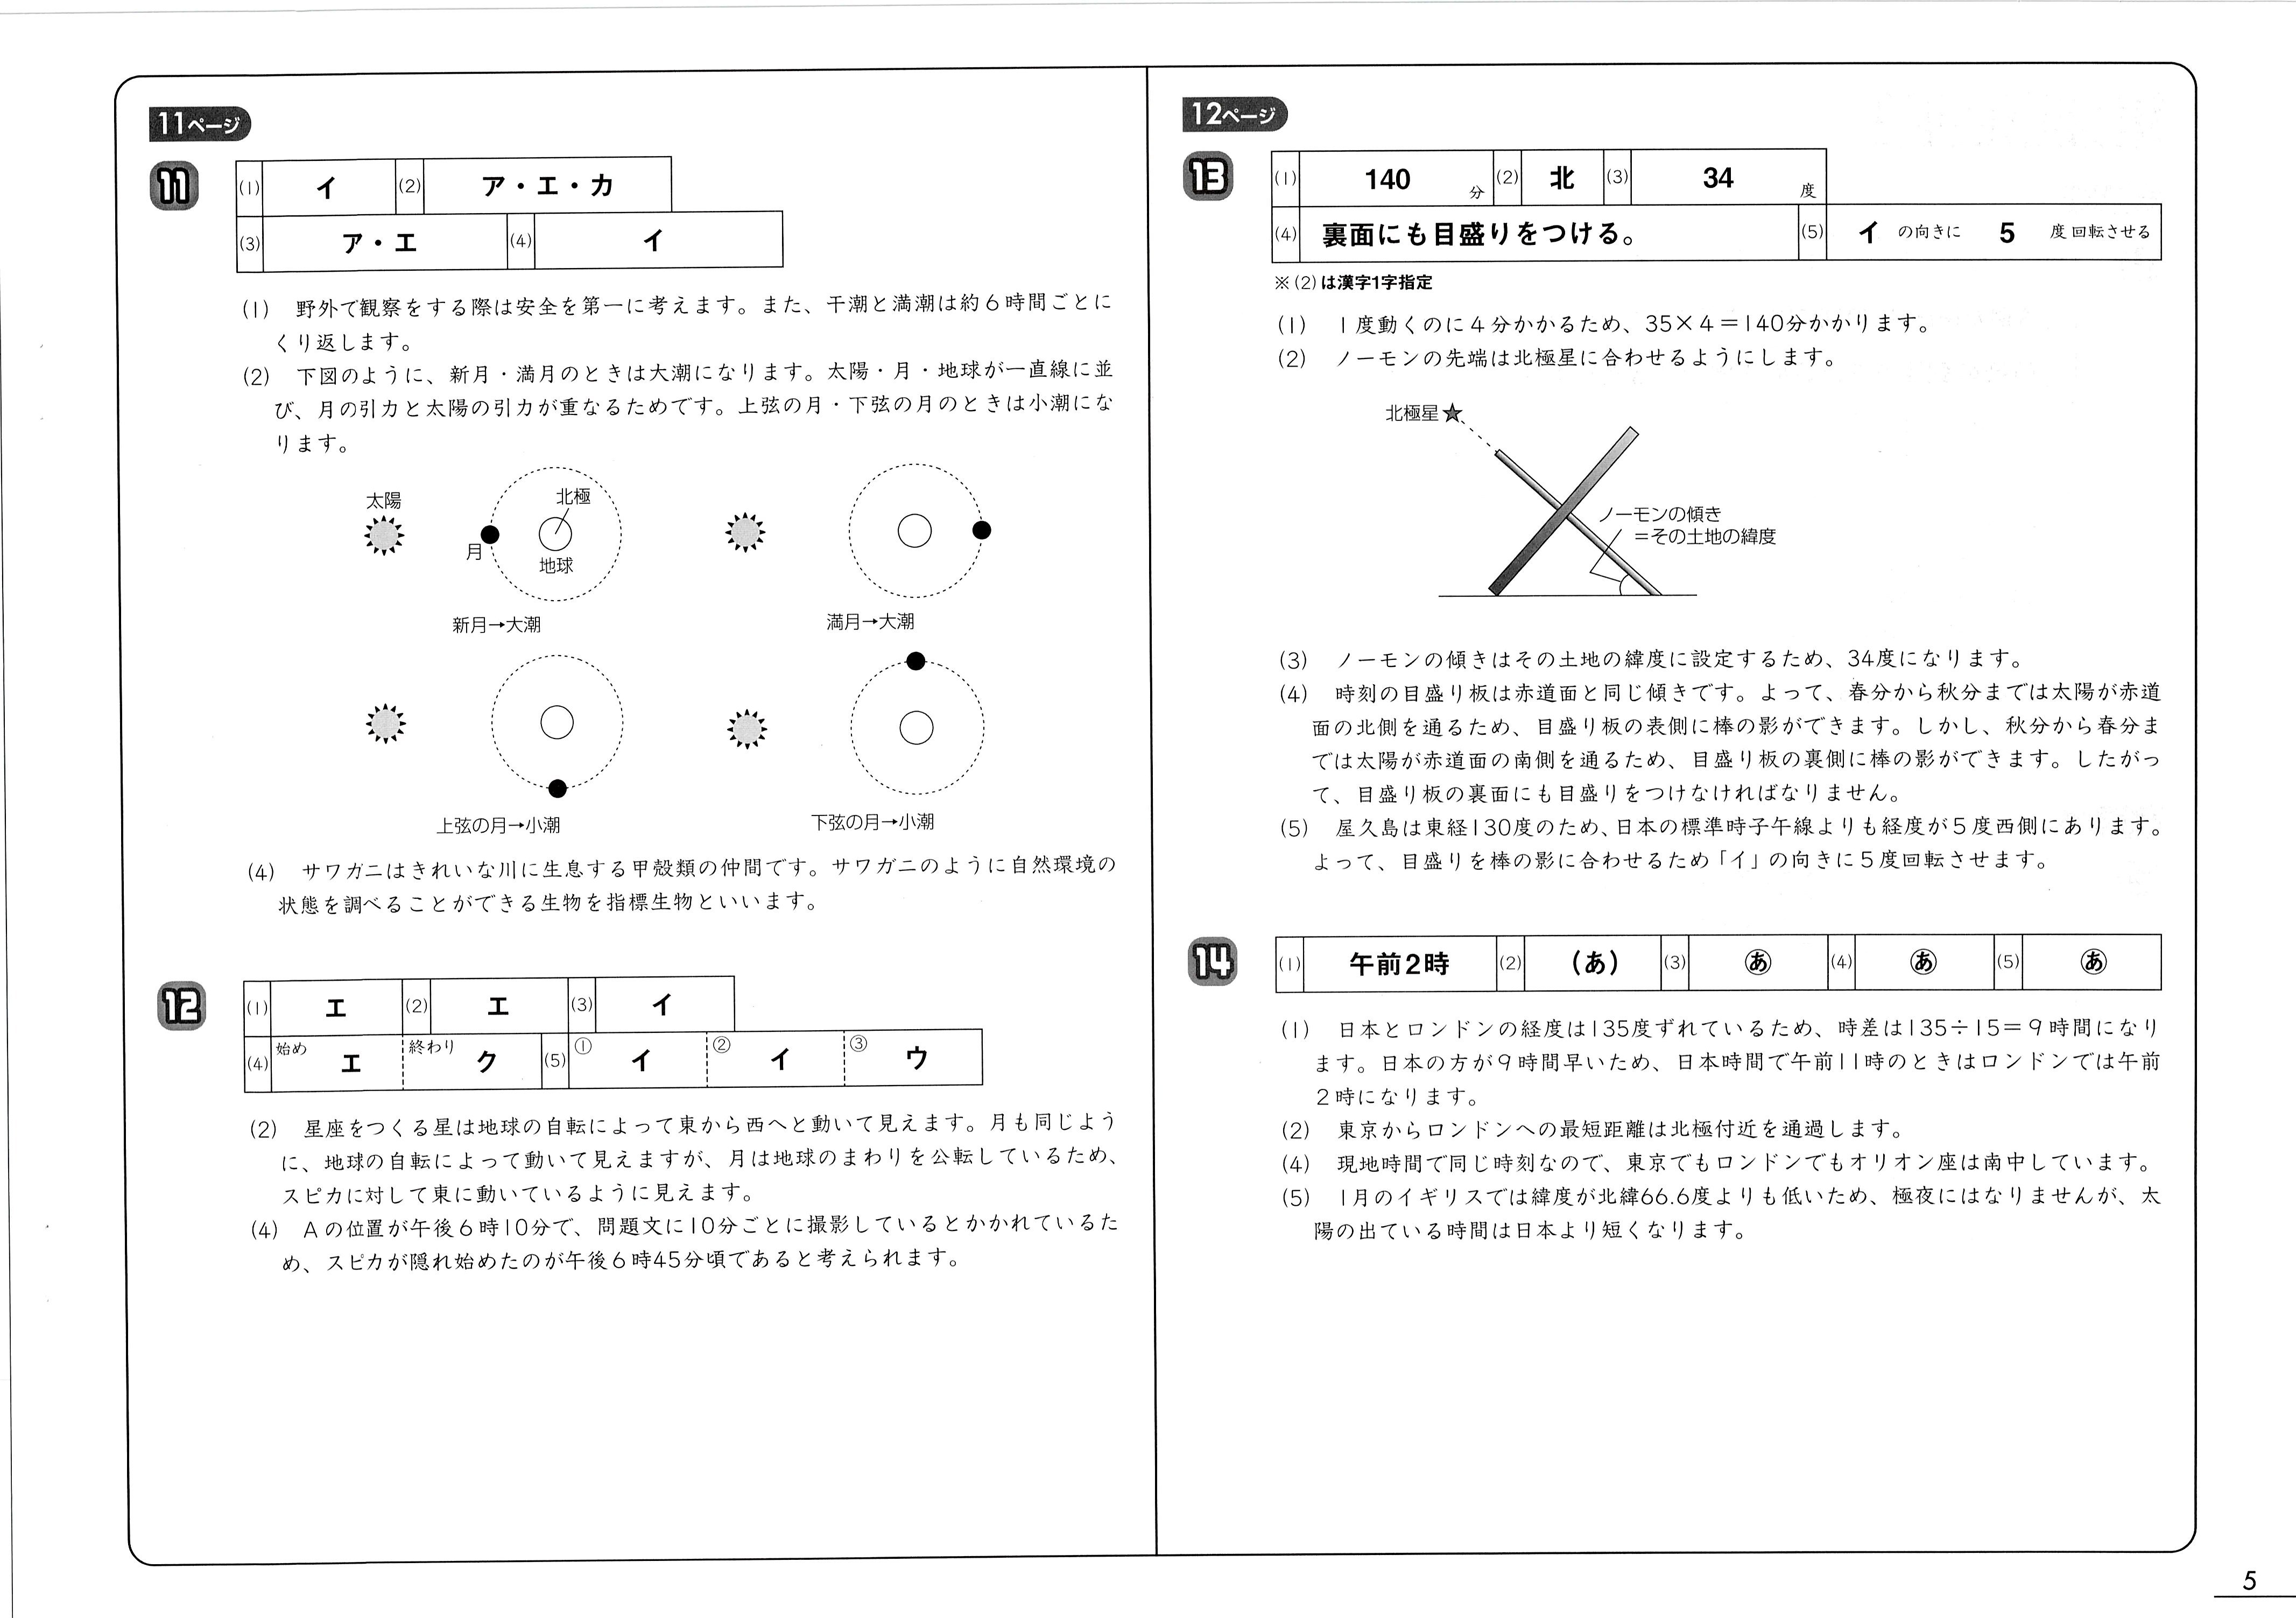 11ページ
11
(1) イ (2) ア・エ・カ
(3) ア・エ (4) イ
(1) 野外で観察をする際は安全を第一に考えます。また、干潮と満潮は約6時間ごとに
くり返します。
(2) 下図のように、新月・満月のときは大潮になります。太陽・月・地球が一直線に並
び、月の引力と太陽の引力が重なるためです。上弦の月・下弦の月のときは小潮にな
ります。
太陽
北極
月
地球
新月→大潮
満月→大潮
上弦の月→小潮
下弦の月→小潮
(4) サワガニはきれいな川に生息する甲殻類の仲間です。サワガニのように自然環境の
状態を調べることができる生物を指標生物といいます。
12
(1) エ (2) エ (3) イ
(4) 始め エ 終わり ク (5) ① イ ② イ ③ ウ
(2) 星座をつくる星は地球の自転によって東から西へと動いて見えます。月も同じよう
に、地球の自転によって動いて見えますが、月は地球のまわりを公転しているため、
スピカに対して東に動いているように見えます。
(4) Aの位置が午後6時10分で、問題文に10分ごとに撮影しているとかかれているた
め、スピカが隠れ始めたのが午後6時45分頃であると考えられます。
12ページ
13
(1) 140 分 (2) 北 (3) 34 度
(4) 裏面にも目盛りをつける。 (5) イ の向きに 5 度回転させる
※(2)は漢字1字指定
(1) 1度動くのに4分かかるため、35×4＝140分かかります。
(2) ノーモンの先端は北極星に合わせるようにします。
北極星
ノーモンの傾き
＝その土地の緯度
(3) ノーモンの傾きはその土地の緯度に設定するため、34度になります。
(4) 時刻の目盛り板は赤道面と同じ傾きです。よって、春分から秋分までは太陽が赤道
面の北側を通るため、目盛り板の表側に棒の影ができます。しかし、秋分から春分ま
では太陽が赤道面の南側を通るため、目盛り板の裏側に棒の影ができます。したがっ
て、目盛り板の裏面にも目盛りをつけなければなりません。
(5) 屋久島は東経130度のため、日本の標準時子午線よりも経度が5度西側にあります。
よって、目盛りを棒の影に合わせるため「イ」の向きに5度回転させます。
14
(1) 午前2時 (2) (あ) (3) ㋐あ (4) あ (5) あ
(1) 日本とロンドンの経度は135度ずれているため、時差は135÷15＝9時間になり
ます。日本の方が9時間早いため、日本時間で午前11時のときはロンドンでは午前
2時になります。
(2) 東京からロンドンへの最短距離は北極付近を通過します。
(4) 現地時間で同じ時刻なので、東京でもロンドンでもオリオン座は南中しています。
(5) 1月のイギリスでは緯度が北緯66.6度よりも低いため、極夜にはなりませんが、太
陽の出ている時間は日本より短くなります。
5